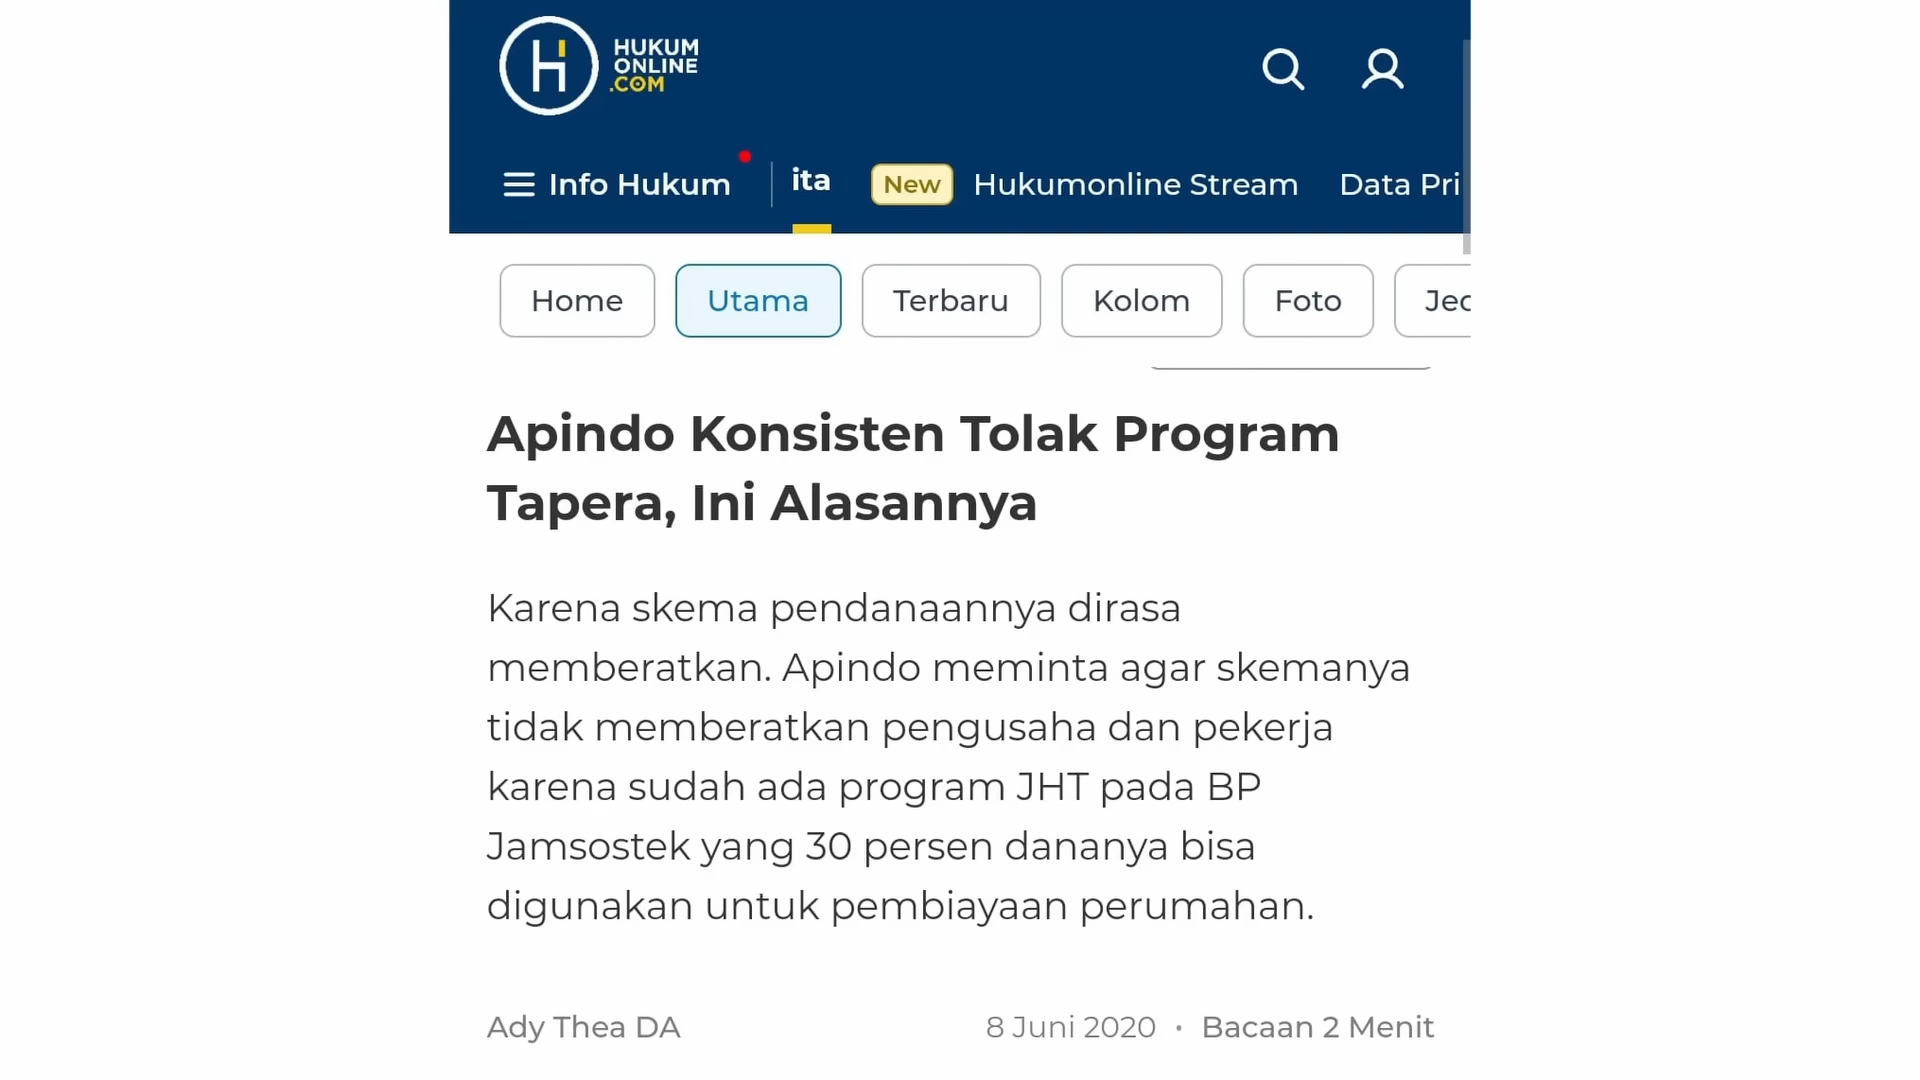 HUKUM
ONLINE
.COM
Info Hukum
ita
New
Hukumonline Stream
Data Pri
Home
Utama
Terbaru
Kolom
Foto
Apindo Konsisten Tolak Program
Tapera, Ini Alasannya
Karena skema pendanaannya dirasa
memberatkan. Apindo meminta agar skemanya
tidak memberatkan pengusaha dan pekerja
karena sudah ada program JHT pada BP
Jamsostek yang 30 persen dananya bisa
digunakan untuk pembiayaan perumahan.
Ady Thea DA
8 Juni 2020 • Bacaan 2 Menit